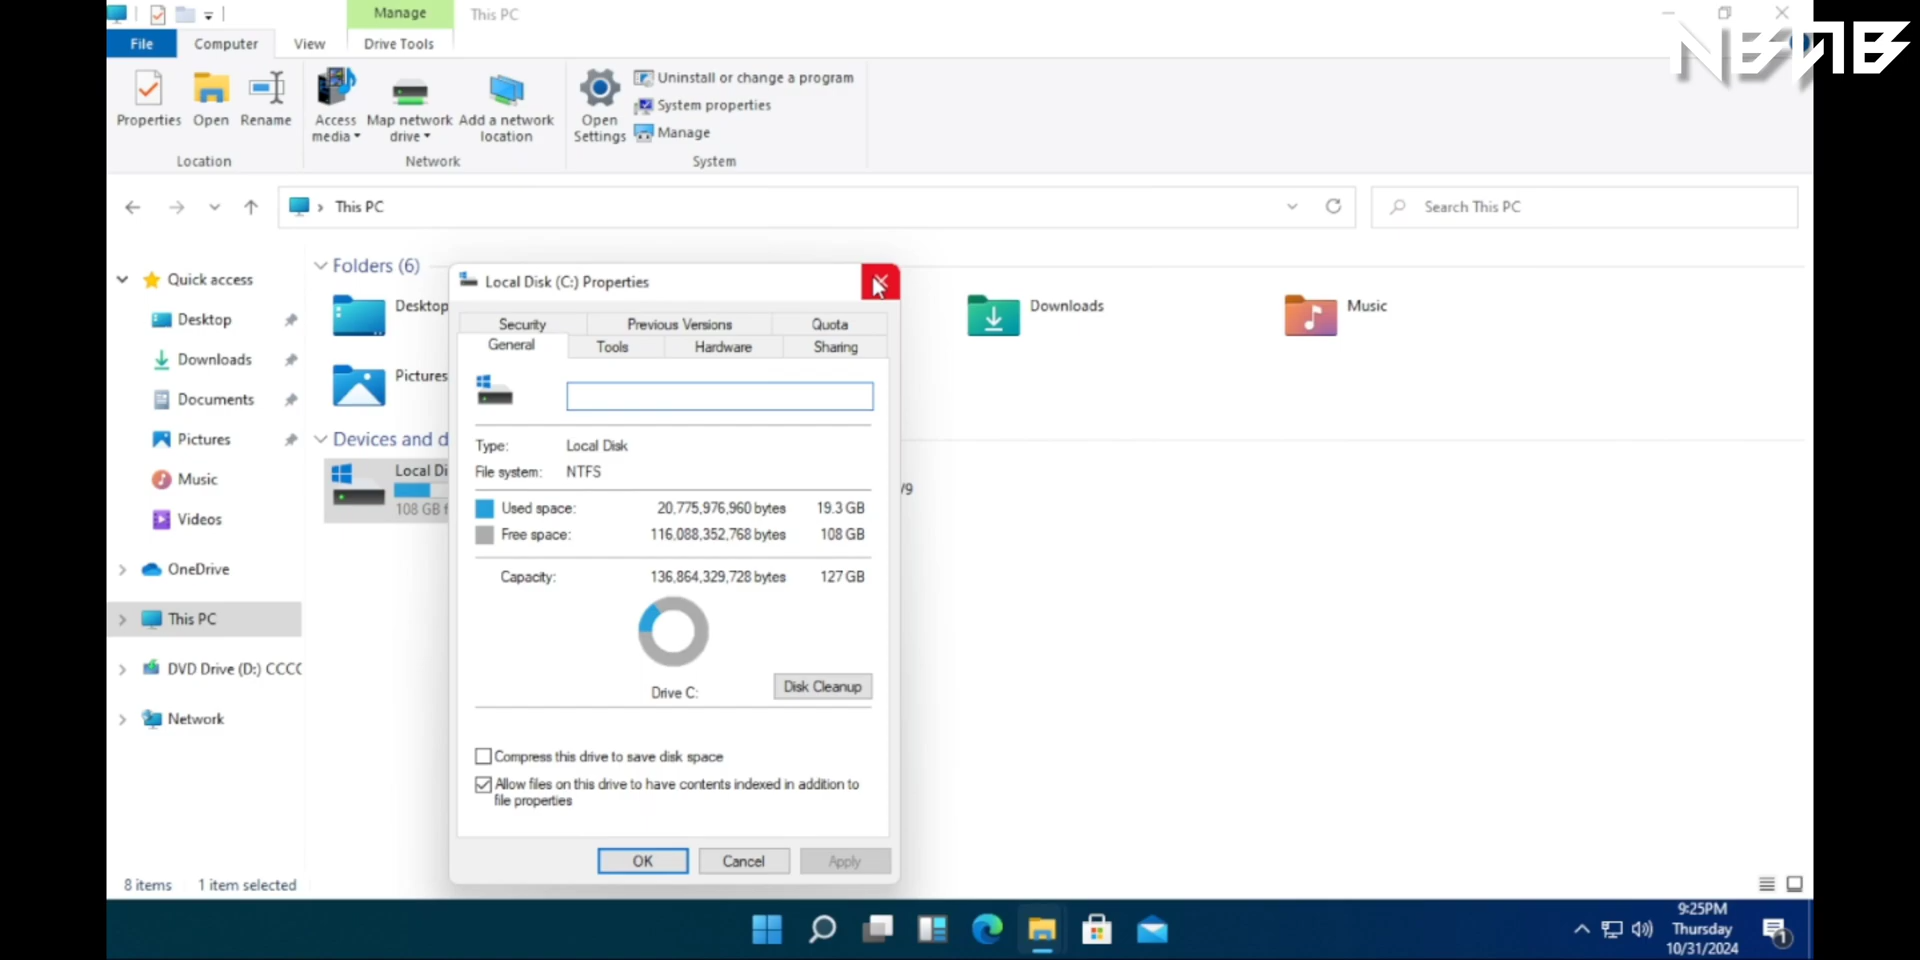 Manage
This PC
File
Computer
View
Drive Tools
Properties
Open
Rename
Access media
Map network drive
Add a network location
Open Settings
Uninstall or change a program
System properties
Manage
Location
Network
System
This PC
Search This PC
Quick access
Desktop
Downloads
Documents
Pictures
Music
Videos
OneDrive
This PC
DVD Drive (D:) CCCC
Network
Folders (6)
Desktop
Downloads
Music
Pictures
Devices and d
Local Di
108 GB f
V9
Local Disk (C:) Properties
Security
Previous Versions
Quota
General
Tools
Hardware
Sharing
Type: Local Disk
File system: NTFS
Used space: 20,775,976,960 bytes 19.3 GB
Free space: 116,088,352,768 bytes 108 GB
Capacity: 136,864,329,728 bytes 127 GB
Drive C:
Disk Cleanup
Compress this drive to save disk space
Allow files on this drive to have contents indexed in addition to
file properties
OK
Cancel
Apply
8 items
1 item selected
9:25PM
Thursday
10/31/2024
1